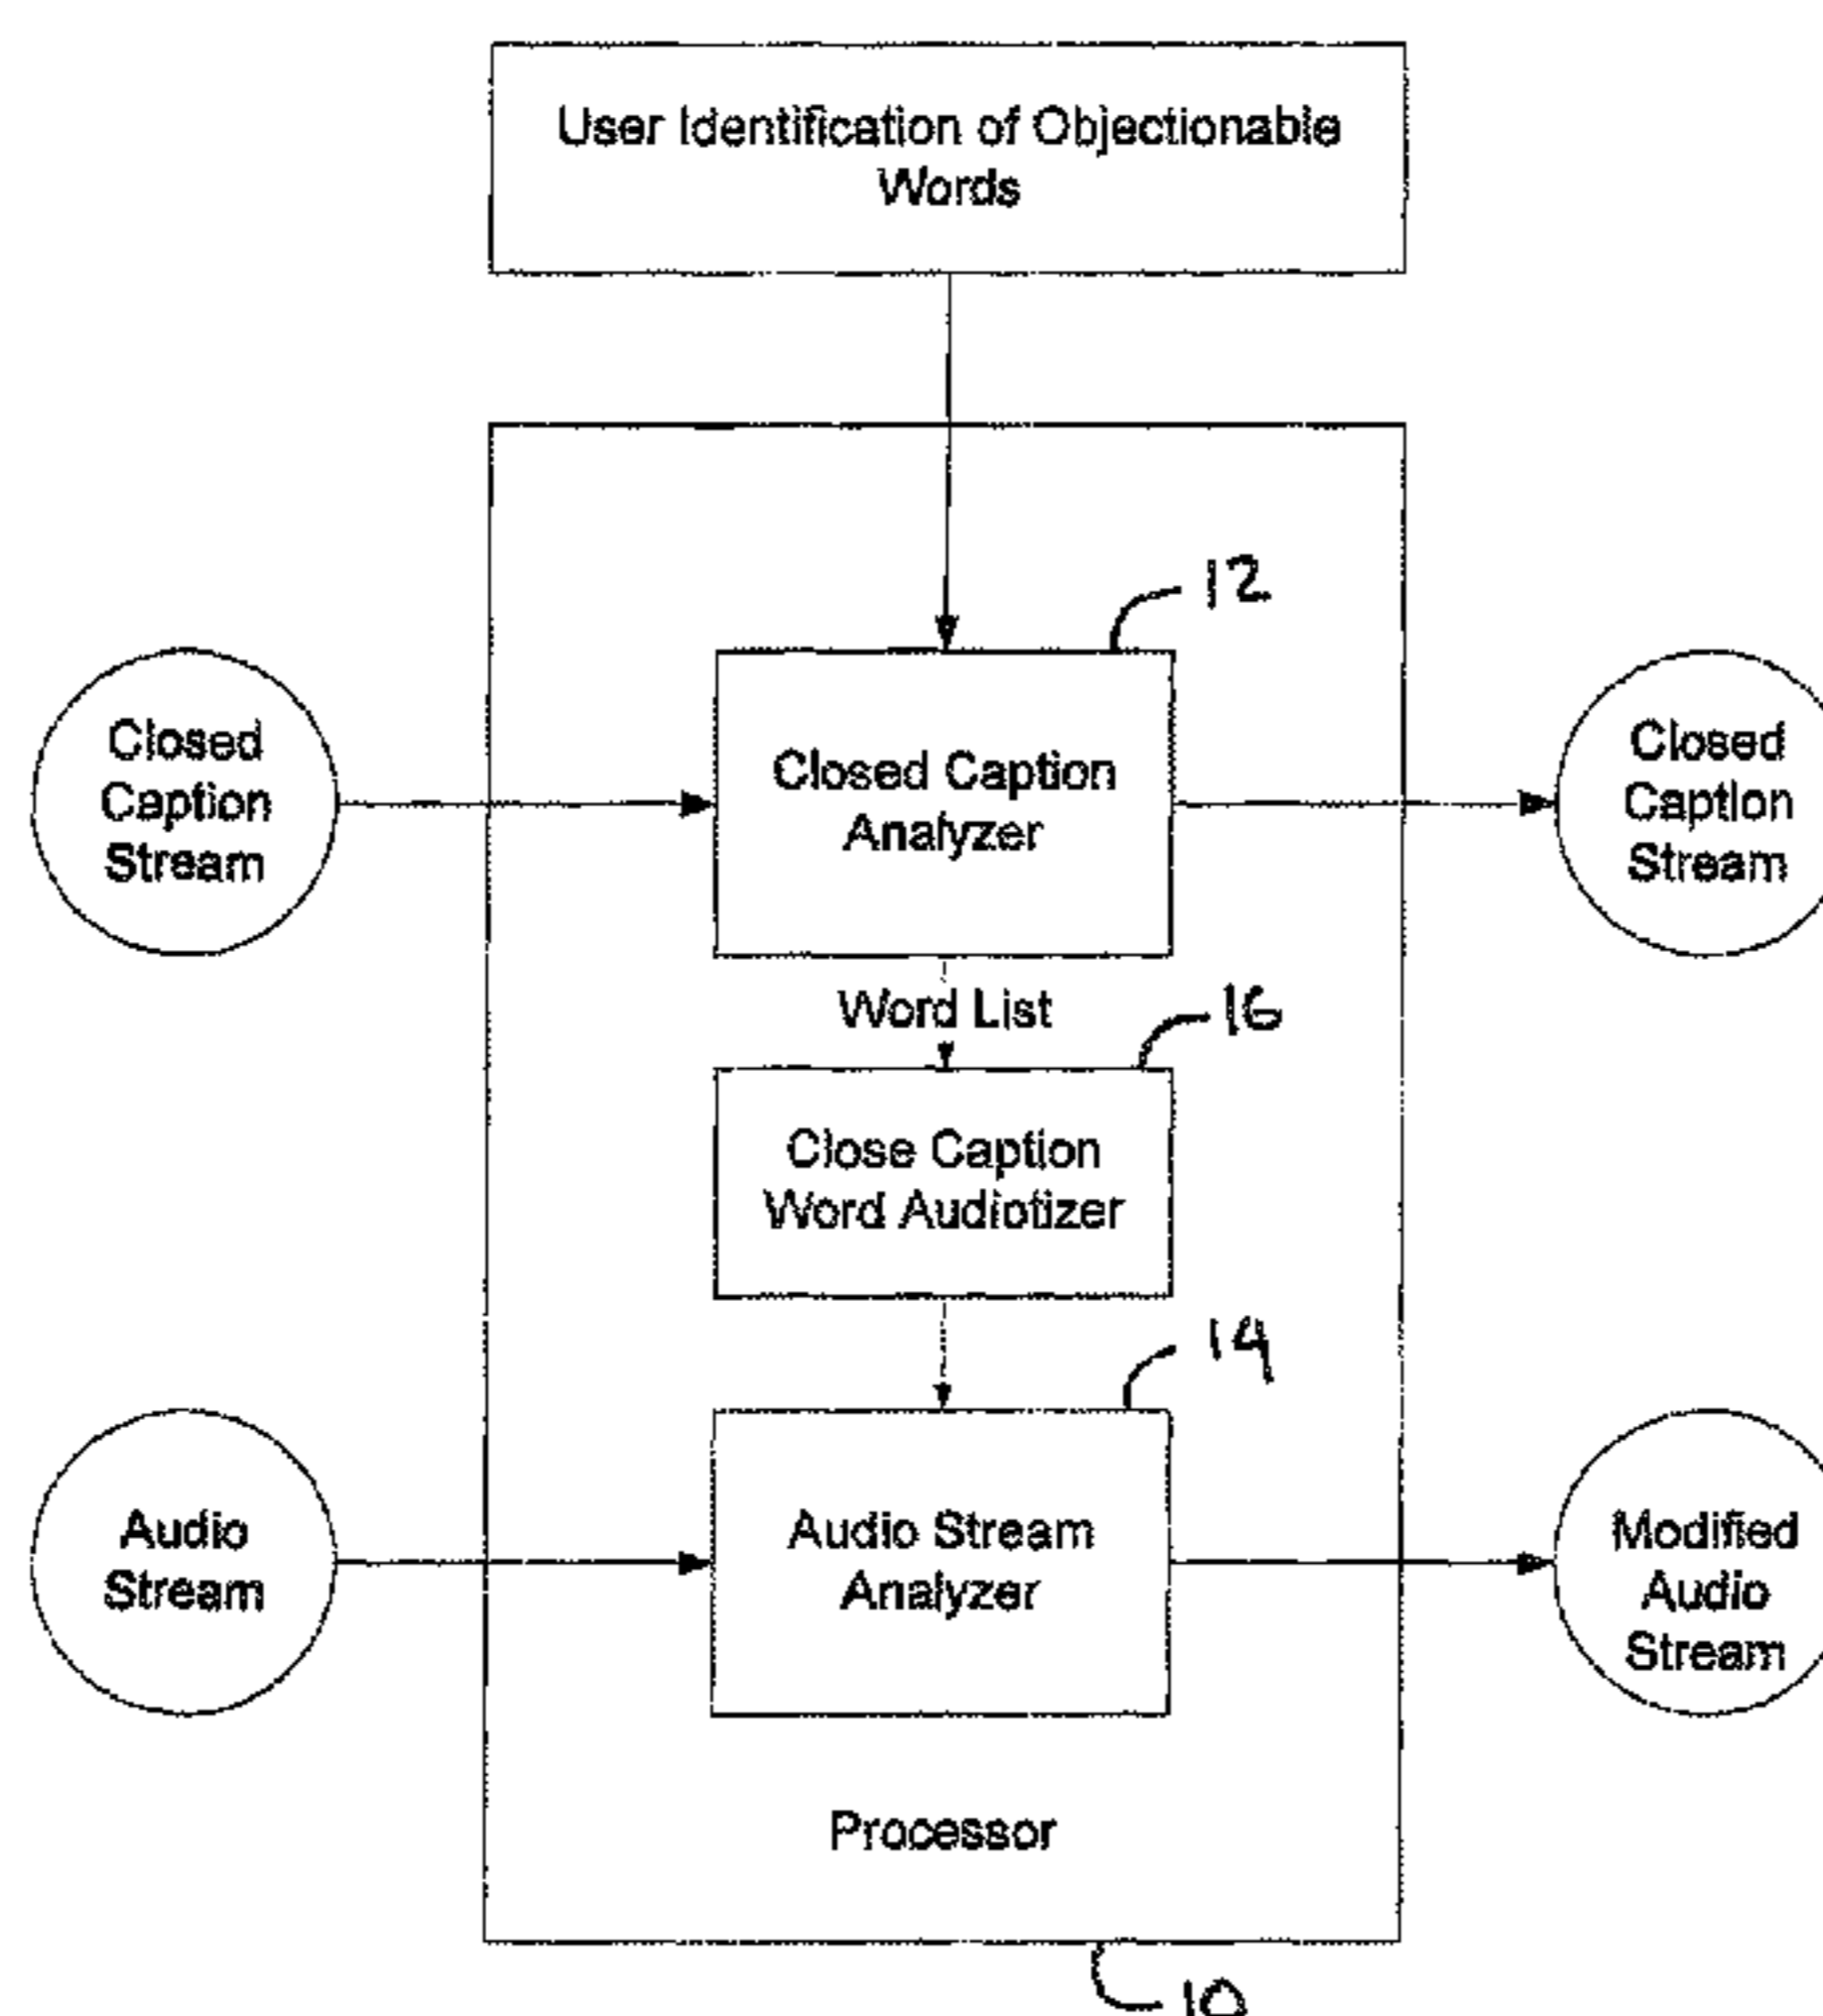 User Identification of Objectionable
Words
12
Closed
Caption
Stream
Closed Caption
Analyzer
Closed
Caption
Stream
Word List
16
Close Caption
Word Audiotizer
14
Audio
Stream
Audio Stream
Analyzer
Modified
Audio
Stream
Processor
10